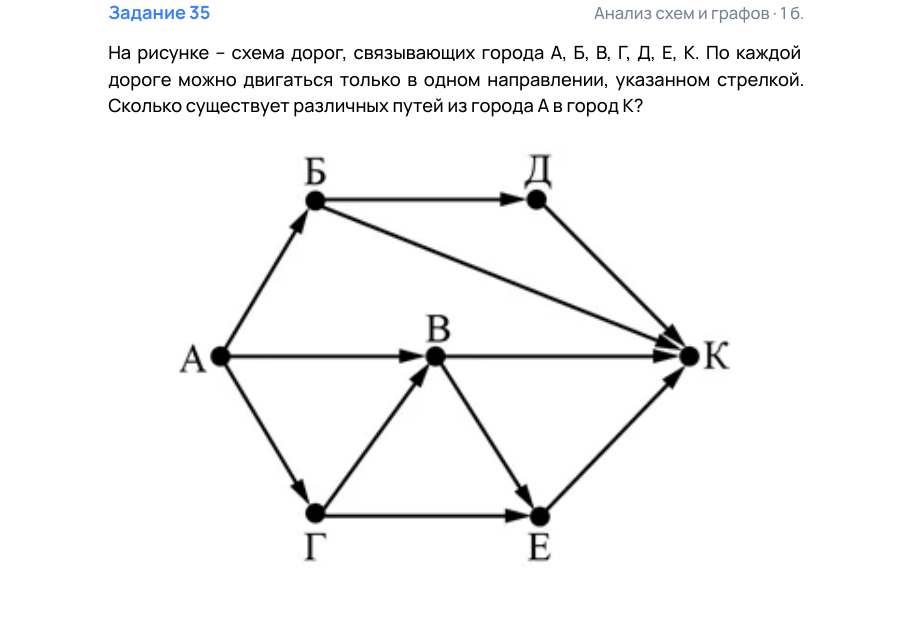 Задание 35
Анализ схем и графов · 1 б.
На рисунке – схема дорог, связывающих города А, Б, В, Г, Д, Е, К. По каждой
дороге можно двигаться только в одном направлении, указанном стрелкой.
Сколько существует различных путей из города А в город К?
Б
Д
В
А
К
Г
Е